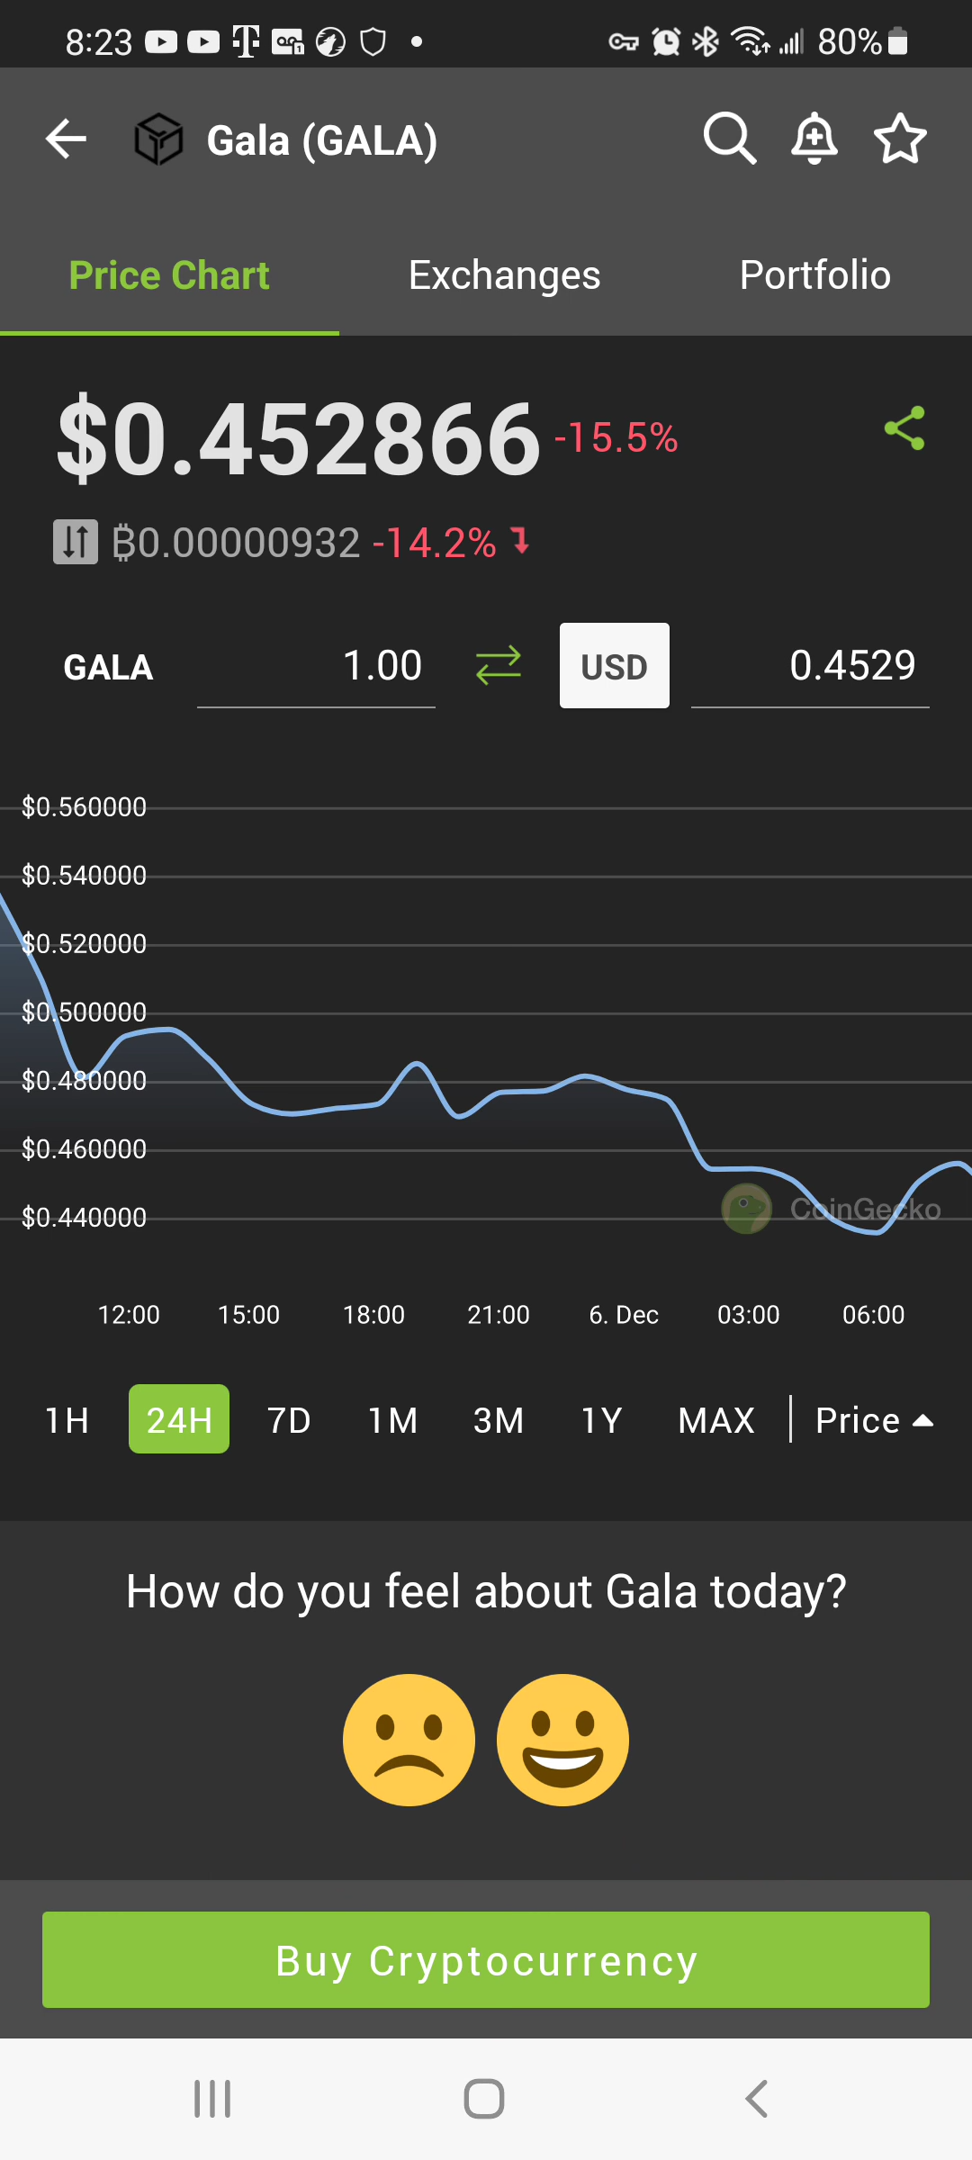 8:23 80%
Gala (GALA)
Price Chart Exchanges Portfolio
$0.452866 -15.5%
₿0.00000932 -14.2%
GALA 1.00 USD 0.4529
$0.560000
$0.540000
$0.520000
$0.500000
$0.480000
$0.460000
$0.440000
CoinGecko
12:00 15:00 18:00 21:00 6. Dec 03:00 06:00
1H 24H 7D 1M 3M 1Y MAX Price
How do you feel about Gala today?
Buy Cryptocurrency